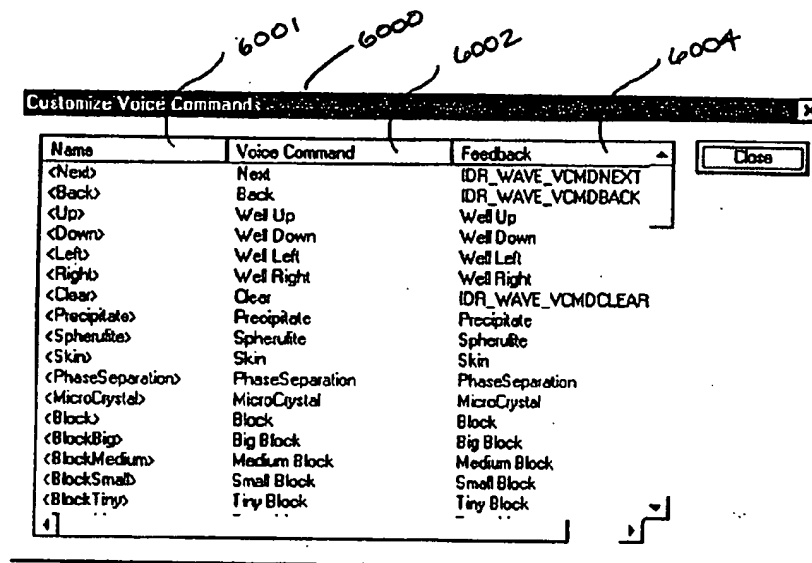 6001 6000 6002 6004
Customize Voice Commands
Name Voice Command Feedback Close
<Next> Next IDR_WAVE_VCMDNEXT
<Back> Back IDR_WAVE_VCMDBACK
<Up> Well Up Well Up
<Down> Well Down Well Down
<Left> Well Left Well Left
<Right> Well Right Well Right
<Clear> Clear IDR_WAVE_VCMDCLEAR
<Precipitate> Precipitate Precipitate
<Spherulite> Spherulite Spherulite
<Skin> Skin Skin
<PhaseSeparation> PhaseSeparation PhaseSeparation
<MicroCrystal> MicroCrystal MicroCrystal
<Block> Block Block
<BlockBig> Big Block Big Block
<BlockMedium> Medium Block Medium Block
<BlockSmall> Small Block Small Block
<BlockTiny> Tiny Block Tiny Block